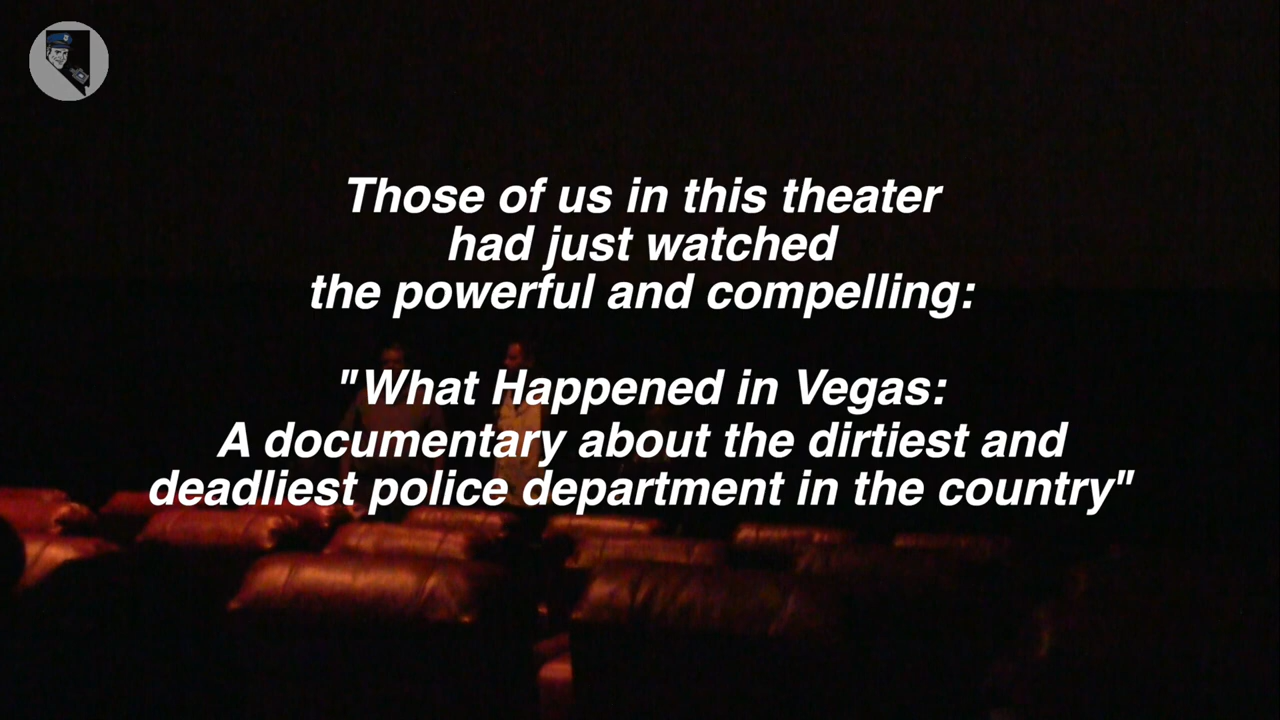 Those of us in this theater
had just watched
the powerful and compelling:
"What Happened in Vegas:
A documentary about the dirtiest and
deadliest police department in the country"